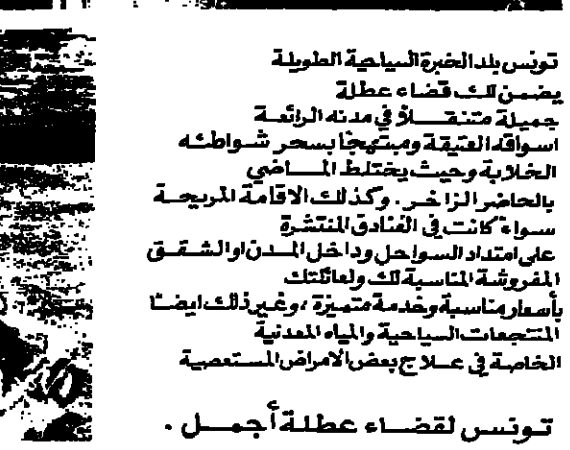 تونس بلد الخبرة السياحية الطويلة
يضمن لك قضاء عطلة
جميلة متنقلاً في مدنه الرائعة
اسواقه العتيقة ومبتهجاً بسحر شواطئه
الخلابة وحيث يختلط الماضي
بالحاضر الزاخر . وكذلك الاقامة المريحة
سواء كانت في الفنادق المنتشرة
على امتداد السواحل وداخل المدن او الشقق
المفروشة المناسبة لك ولعائلتك
بأسعار مناسبة وخدمة متميزة ، وغير ذلك ايضا
المنتجعات السياحية والمياه المعدنية
الخاصة في علاج بعض الامراض المستعصية
تونس لقضاء عطلة أجمل .